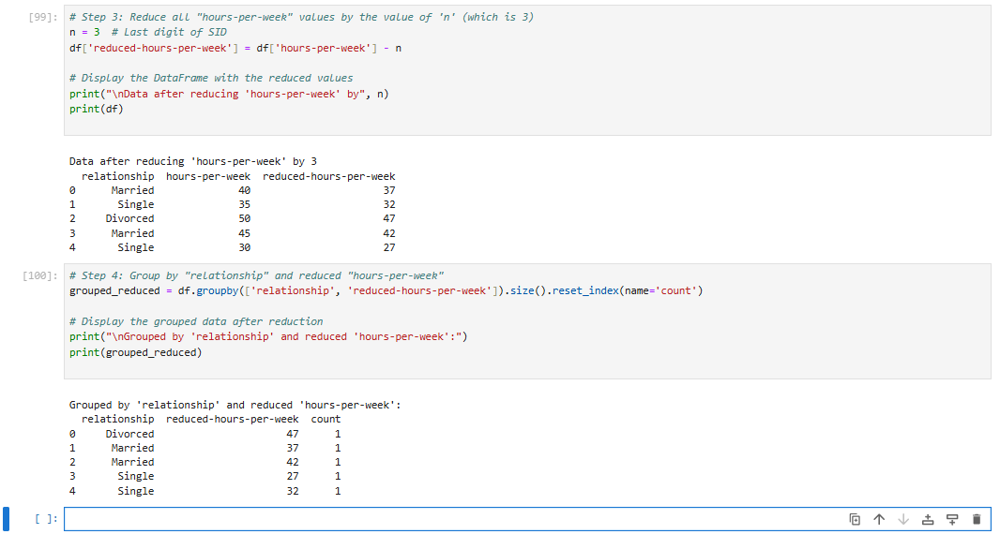 [99]: # Step 3: Reduce all "hours-per-week" values by the value of 'n' (which is 3)
n = 3  # Last digit of SID
df['reduced-hours-per-week'] = df['hours-per-week'] - n
# Display the DataFrame with the reduced values
print("\nData after reducing 'hours-per-week' by", n)
print(df)
Data after reducing 'hours-per-week' by 3
relationship hours-per-week reduced-hours-per-week
0 Married 40 37
1 Single 35 32
2 Divorced 50 47
3 Married 45 42
4 Single 30 27
[100]: # Step 4: Group by "relationship" and reduced "hours-per-week"
grouped_reduced = df.groupby(['relationship', 'reduced-hours-per-week']).size().reset_index(name='count')
# Display the grouped data after reduction
print("\nGrouped by 'relationship' and reduced 'hours-per-week':")
print(grouped_reduced)
Grouped by 'relationship' and reduced 'hours-per-week':
relationship reduced-hours-per-week count
0 Divorced 47 1
1 Married 37 1
2 Married 42 1
3 Single 27 1
4 Single 32 1
[ ]: